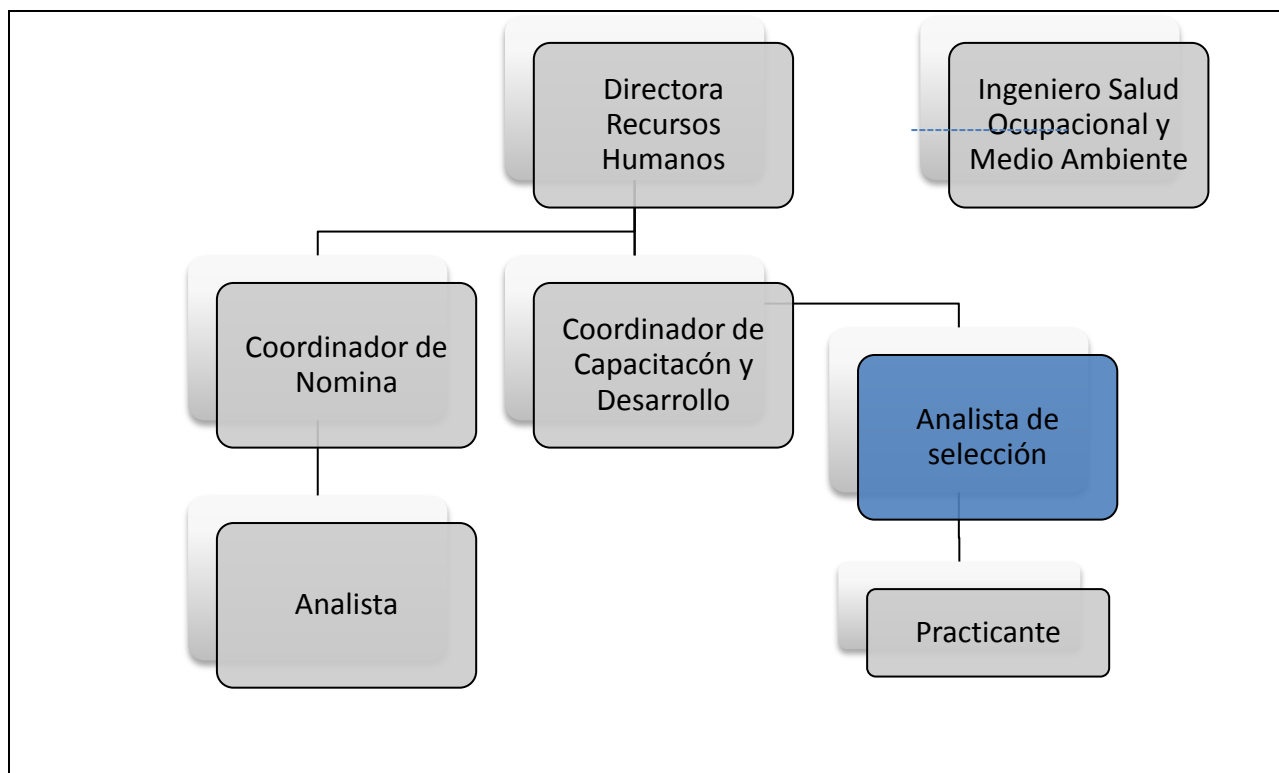 Directora
Recursos
Humanos
Ingeniero Salud
Ocupacional y
Medio Ambiente
Coordinador de
Nomina
Coordinador de
Capacitacón y
Desarrollo
Analista de
selección
Analista
Practicante